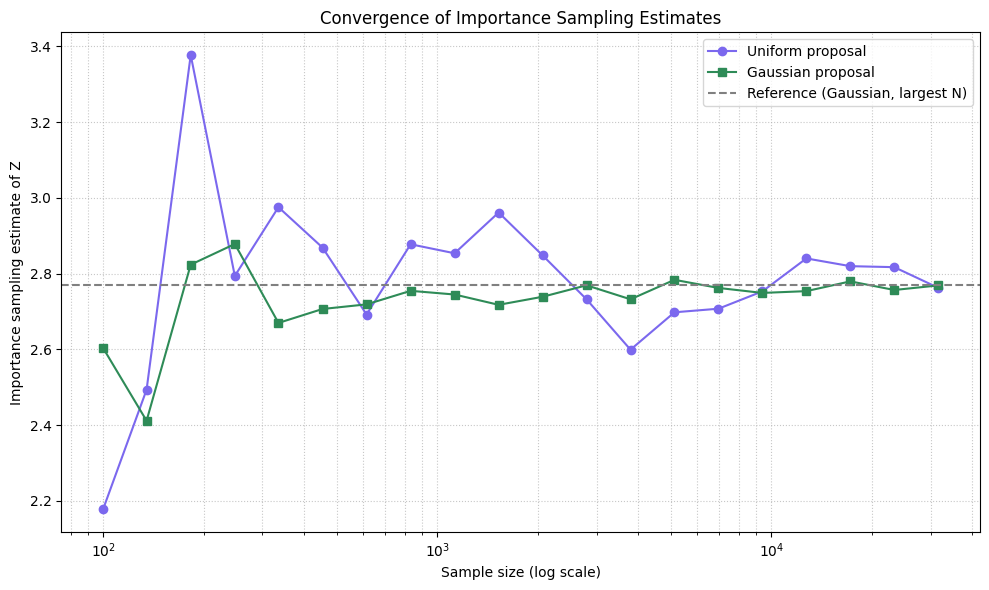 Convergence of Importance Sampling Estimates
Importance sampling estimate of Z
3.4
3.2
3.0
2.8
2.6
2.4
2.2
Uniform proposal
Gaussian proposal
Reference (Gaussian, largest N)
10²
10³
10⁴
Sample size (log scale)